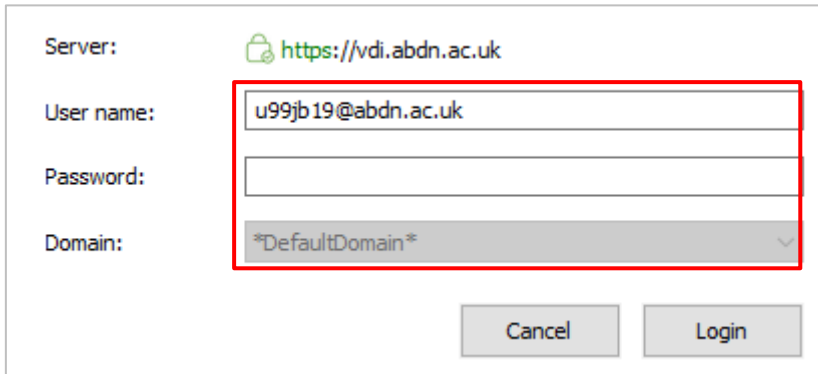 Server: https://vdi.abdn.ac.uk
User name: u99jb19@abdn.ac.uk
Password:
Domain: *DefaultDomain*
Cancel Login